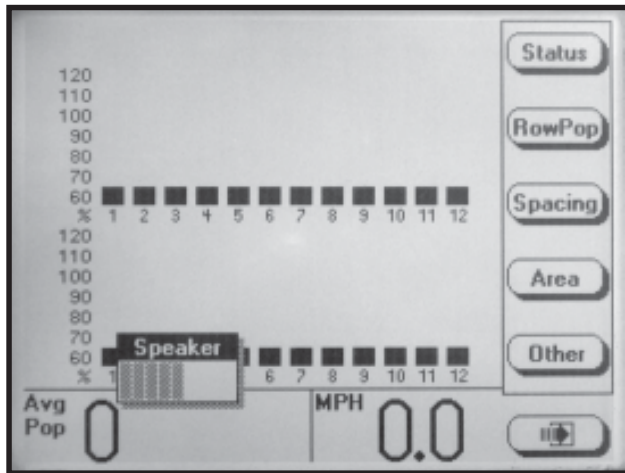 120
110
100
90
80
70
60
% 1 2 3 4 5 6 7 8 9 10 11 12
120
110
100
90
80
70
60
% 1 6 7 8 9 10 11 12
Speaker
Avg
Pop 0
MPH 0.0
Status
RowPop
Spacing
Area
Other